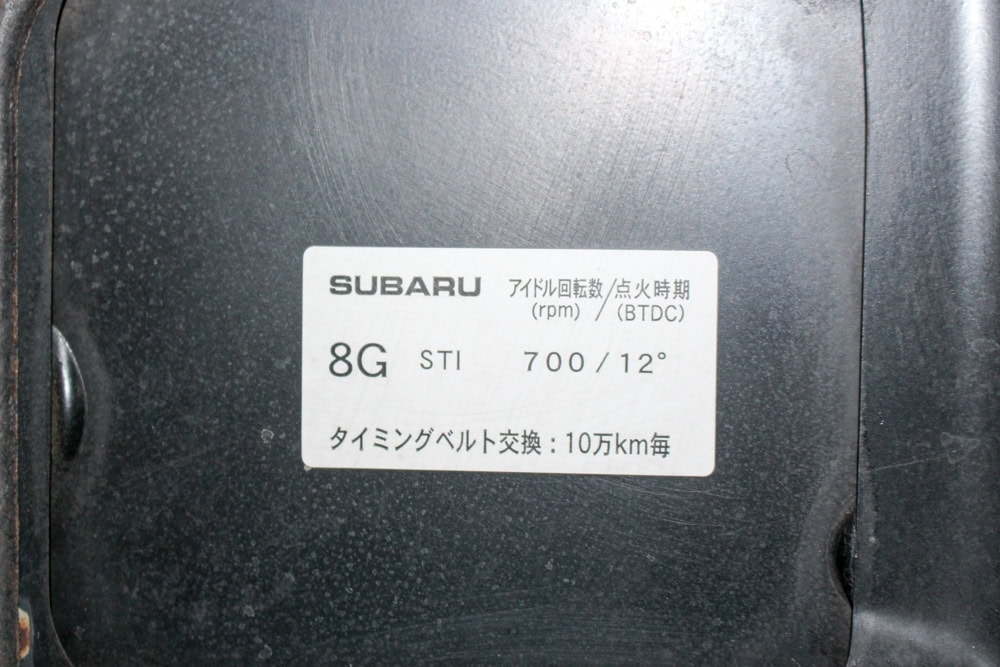 SUBARU アイドル回転数/点火時期
(rpm) / (BTDC)
8G STI 700/12°
タイミングベルト交換:10万km毎